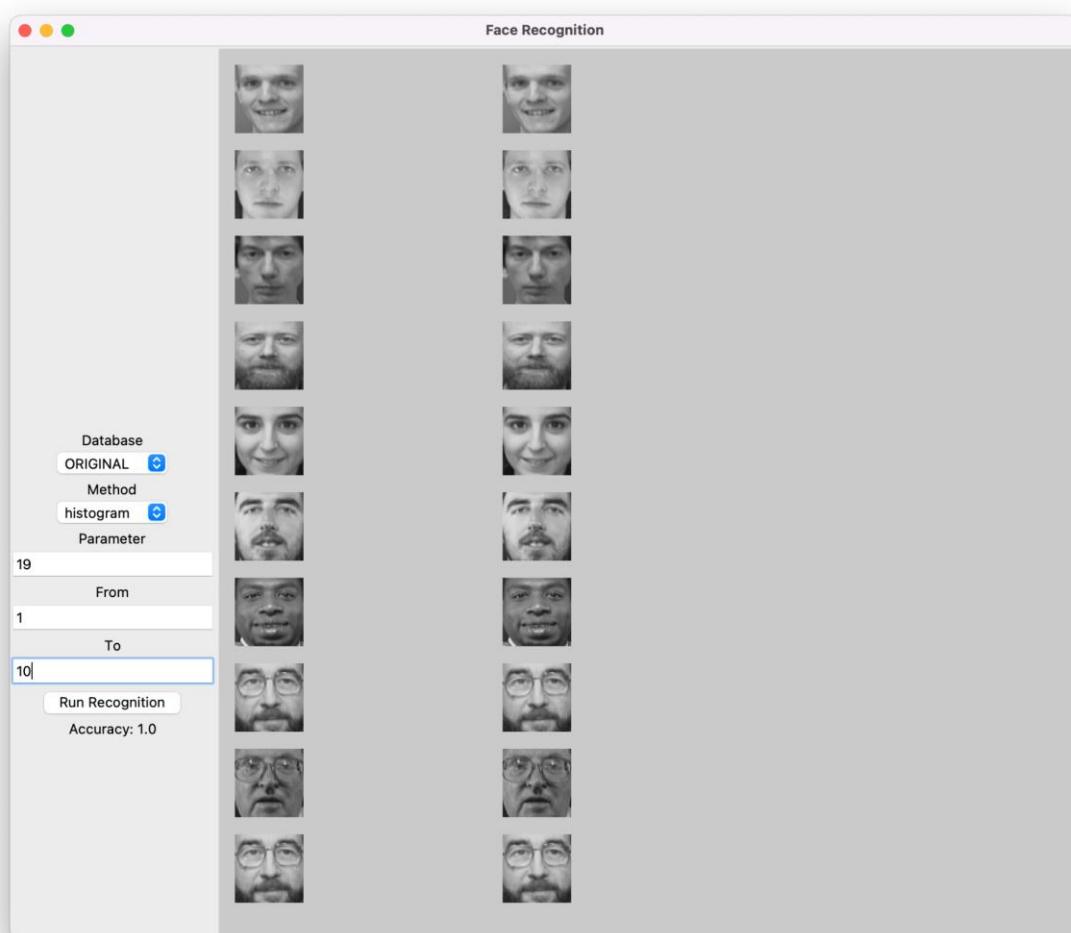 Face Recognition
Database
ORIGINAL
Method
histogram
Parameter
19
From
1
To
10
Run Recognition
Accuracy: 1.0